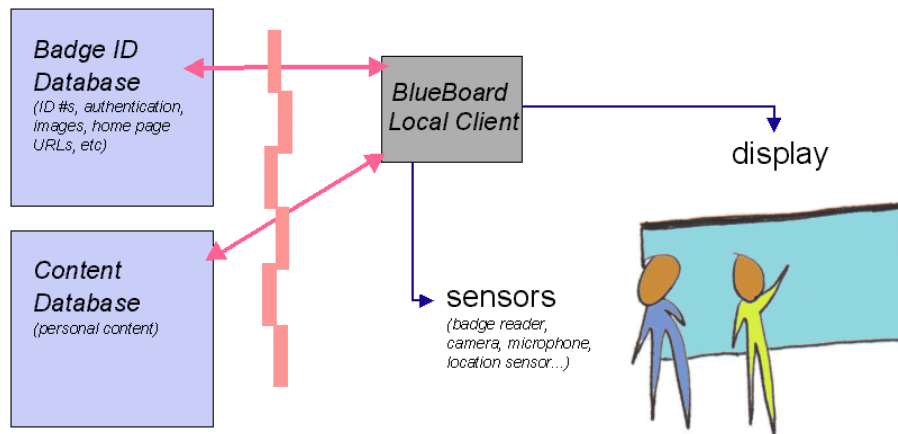 Badge ID
Database
(ID #s, authentication,
images, home page
URLs, etc)
BlueBoard
Local Client
display
Content
Database
(personal content)
sensors
(badge reader,
camera, microphone,
location sensor...)